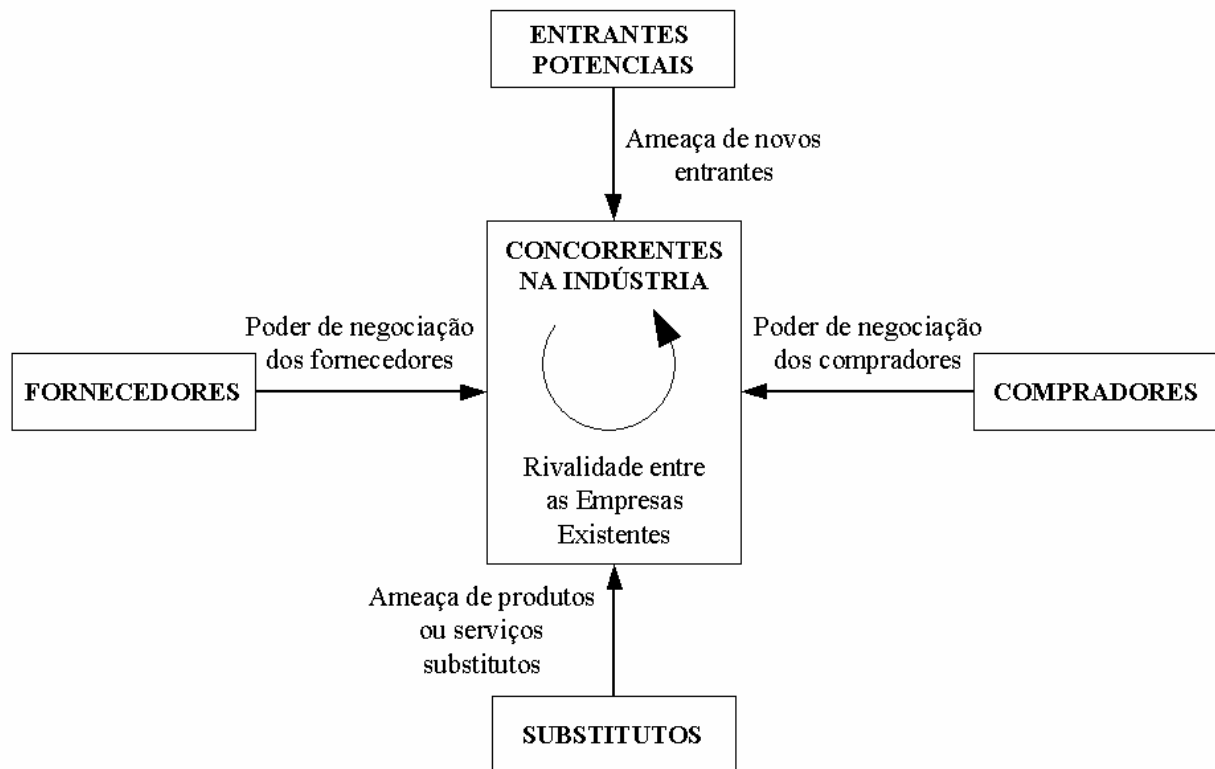 ENTRANTES
POTENCIAIS
Ameaça de novos
entrantes
CONCORRENTES
NA INDÚSTRIA
Poder de negociação
dos fornecedores
Poder de negociação
dos compradores
FORNECEDORES
COMPRADORES
Rivalidade entre
as Empresas
Existentes
Ameaça de produtos
ou serviços
substitutos
SUBSTITUTOS